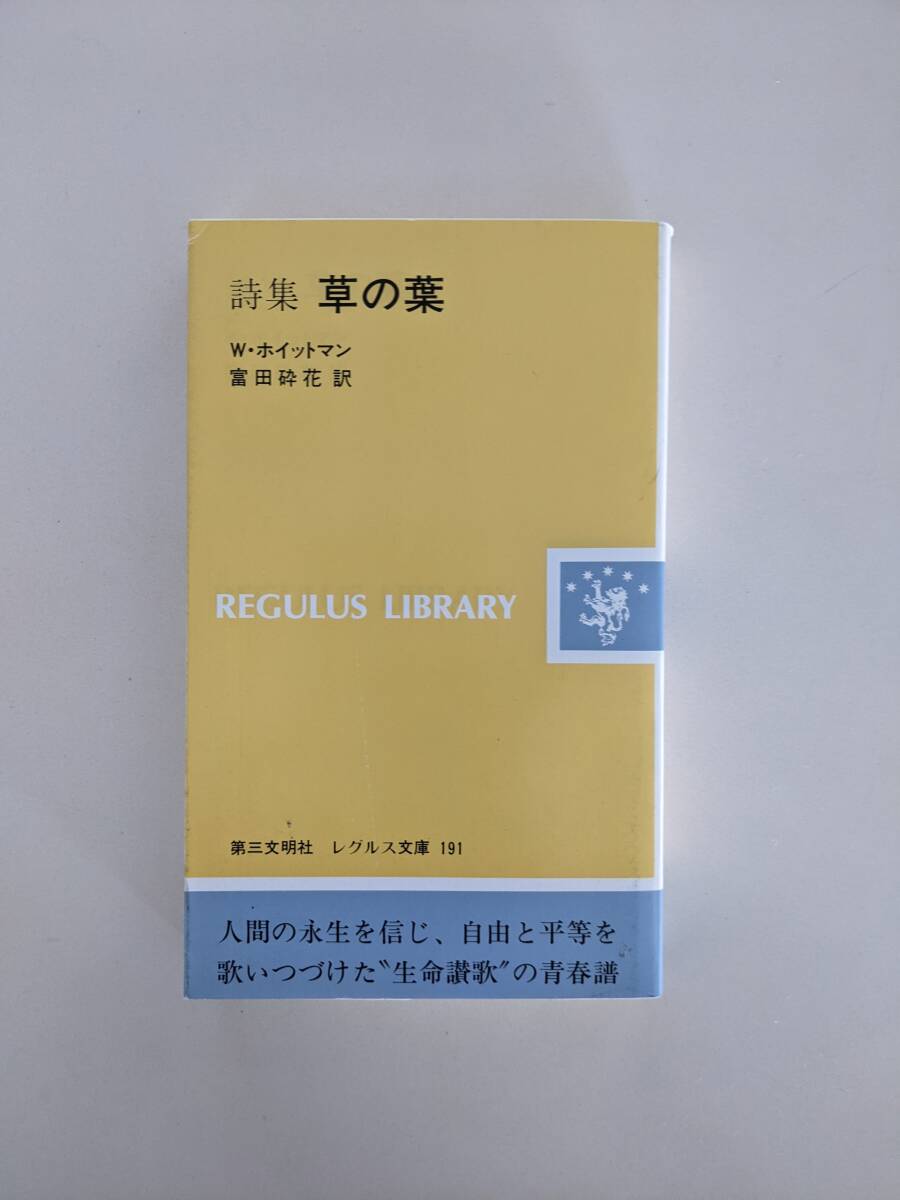 詩集 草の葉
W・ホイットマン
富田砕花 訳
REGULUS LIBRARY
第三文明社 レグルス文庫 191
人間の永生を信じ、自由と平等を
歌いつづけた〝生命讃歌〟の青春譜